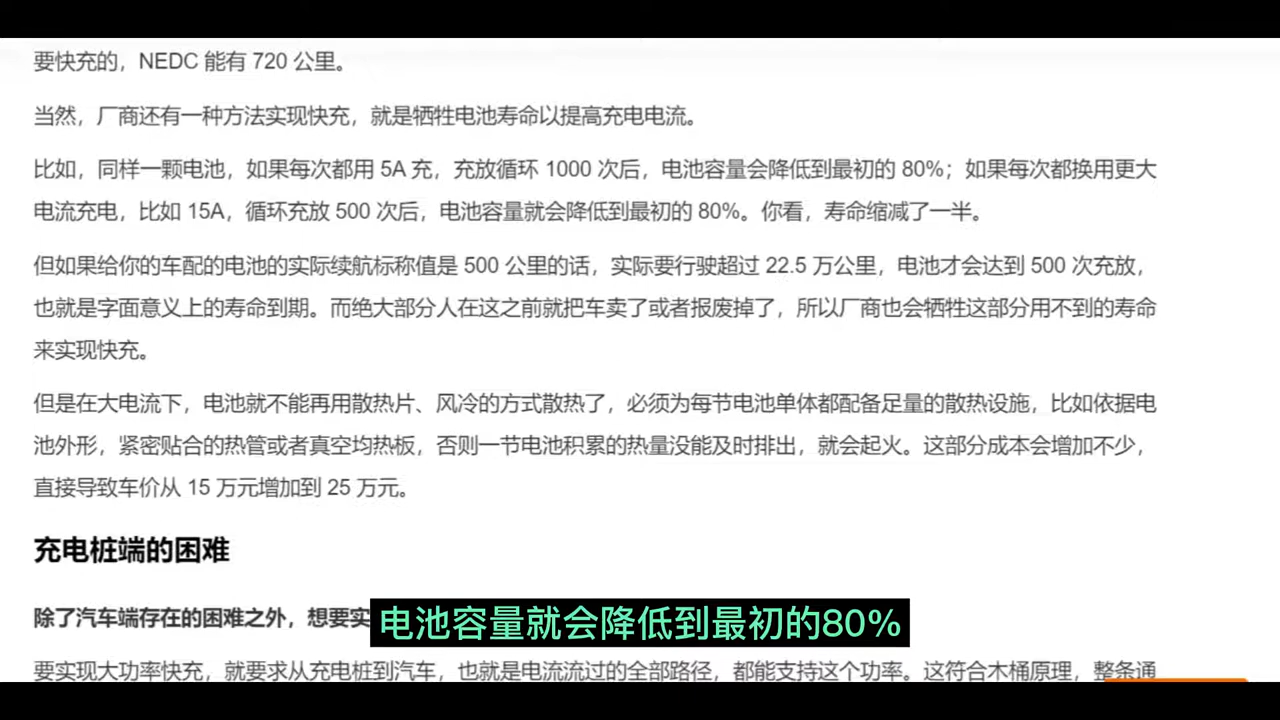 要快充的，NEDC 能有 720 公里。
当然，厂商还有一种方法实现快充，就是牺牲电池寿命以提高充电电流。
比如，同样一颗电池，如果每次都用 5A 充，充放循环 1000 次后，电池容量会降低到最初的 80%；如果每次都换用更大
电流充电，比如 15A，循环充放 500 次后，电池容量就会降低到最初的 80%。你看，寿命缩减了一半。
但如果给你的车配的电池的实际续航标称值是 500 公里的话，实际要行驶超过 22.5 万公里，电池才会达到 500 次充放，
也就是字面意义上的寿命到期。而绝大部分人在这之前就把车卖了或者报废掉了，所以厂商也会牺牲这部分用不到的寿命
来实现快充。
但是在大电流下，电池就不能再用散热片、风冷的方式散热了，必须为每节电池单体都配备足量的散热设施，比如依据电
池外形，紧密贴合的热管或者真空均热板，否则一节电池积累的热量没能及时排出，就会起火。这部分成本会增加不少，
直接导致车价从 15 万元增加到 25 万元。
充电桩端的困难
除了汽车端存在的困难之外，想要实
电池容量就会降低到最初的80%
要实现大功率快充，就要求从充电桩到汽车，也就是电流流过的全部路径，都能支持这个功率。这符合木桶原理，整条通